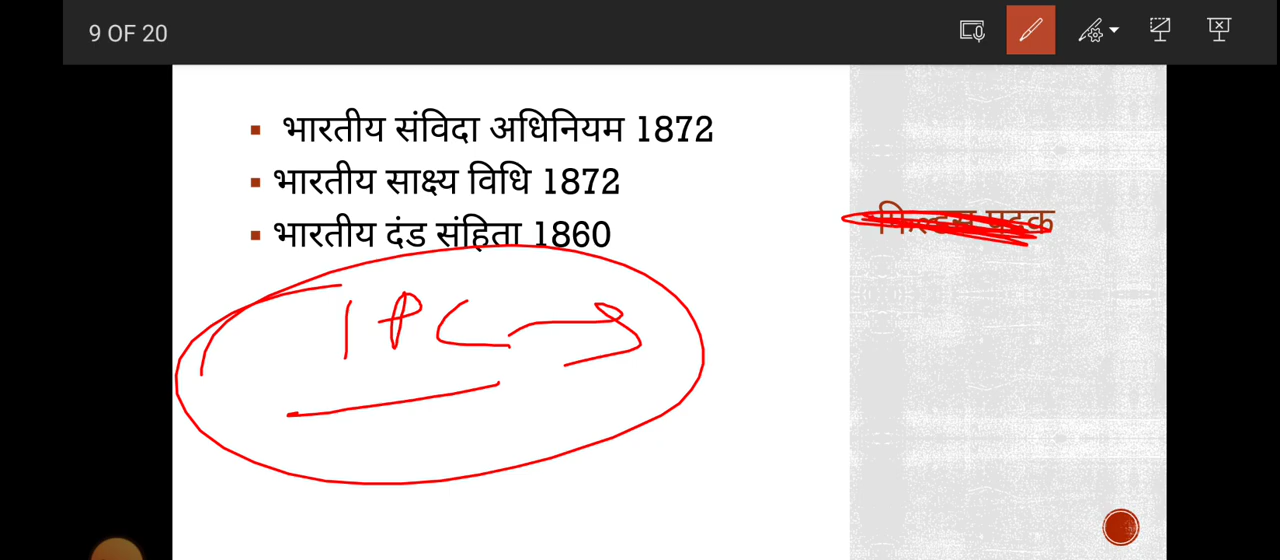 9 OF 20
भारतीय संविदा अधिनियम 1872
भारतीय साक्ष्य विधि 1872
भारतीय दंड संहिता 1860
IPC